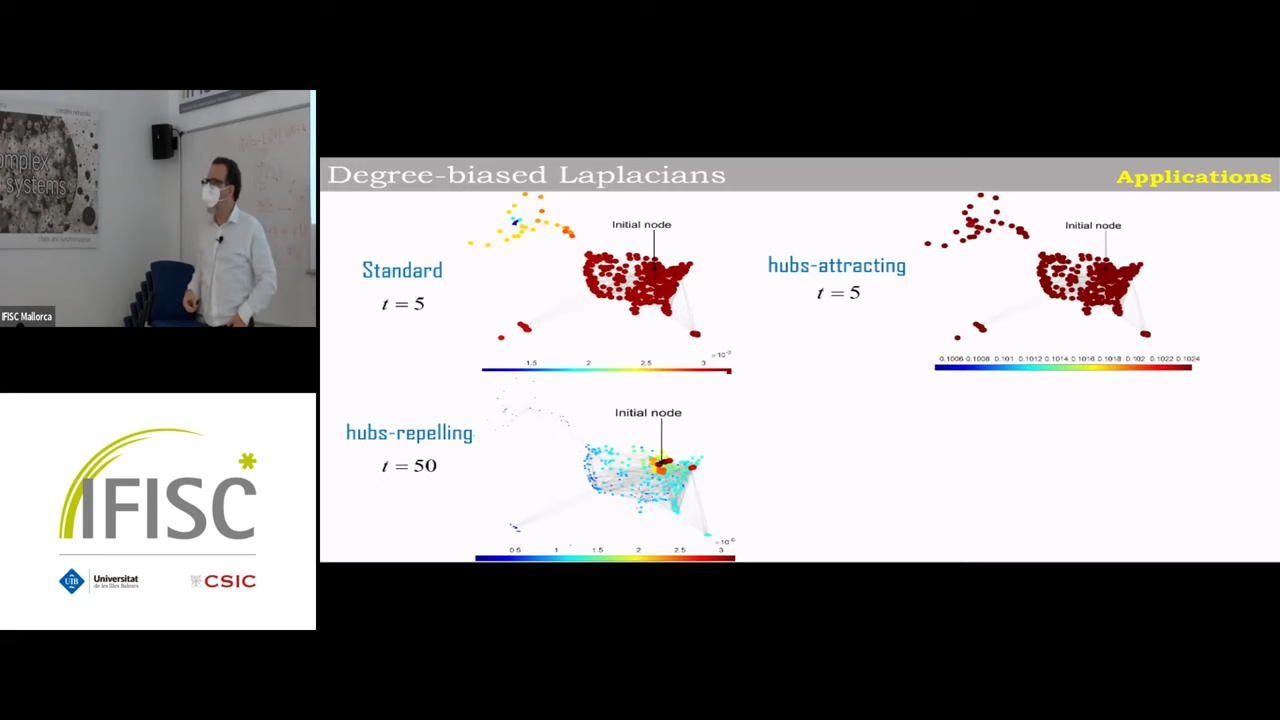 complex
systems
IFISC Mallorca
IFISC
Universitat
de les Illes Balears
CSIC
Degree-biased Laplacians
Applications
Standard
t = 5
Initial node
1.5 2 2.5 3
hubs-attracting
t = 5
Initial node
0.1006 0.1008 0.101 0.1012 0.1014 0.1016 0.1018 0.102 0.1022 0.1024
hubs-repelling
t = 50
Initial node
0.5 1 1.5 2 2.5 3